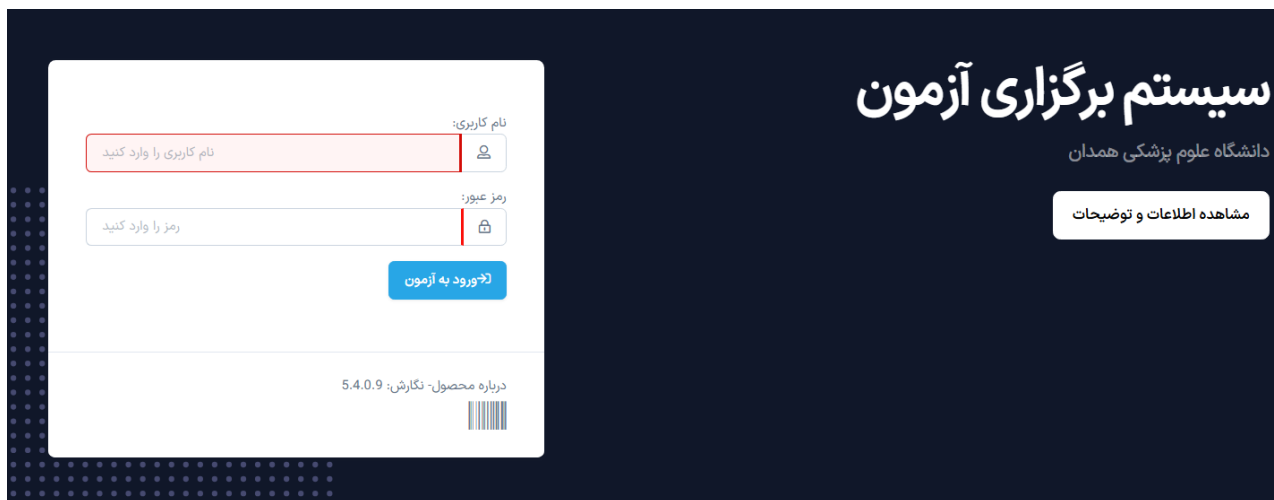 سیستم برگزاری آزمون
دانشگاه علوم پزشکی همدان
مشاهده اطلاعات و توضیحات
نام کاربری:
نام کاربری را وارد کنید
رمز عبور:
رمز را وارد کنید
ورود به آزمون
درباره محصول- نگارش: 5.4.0.9